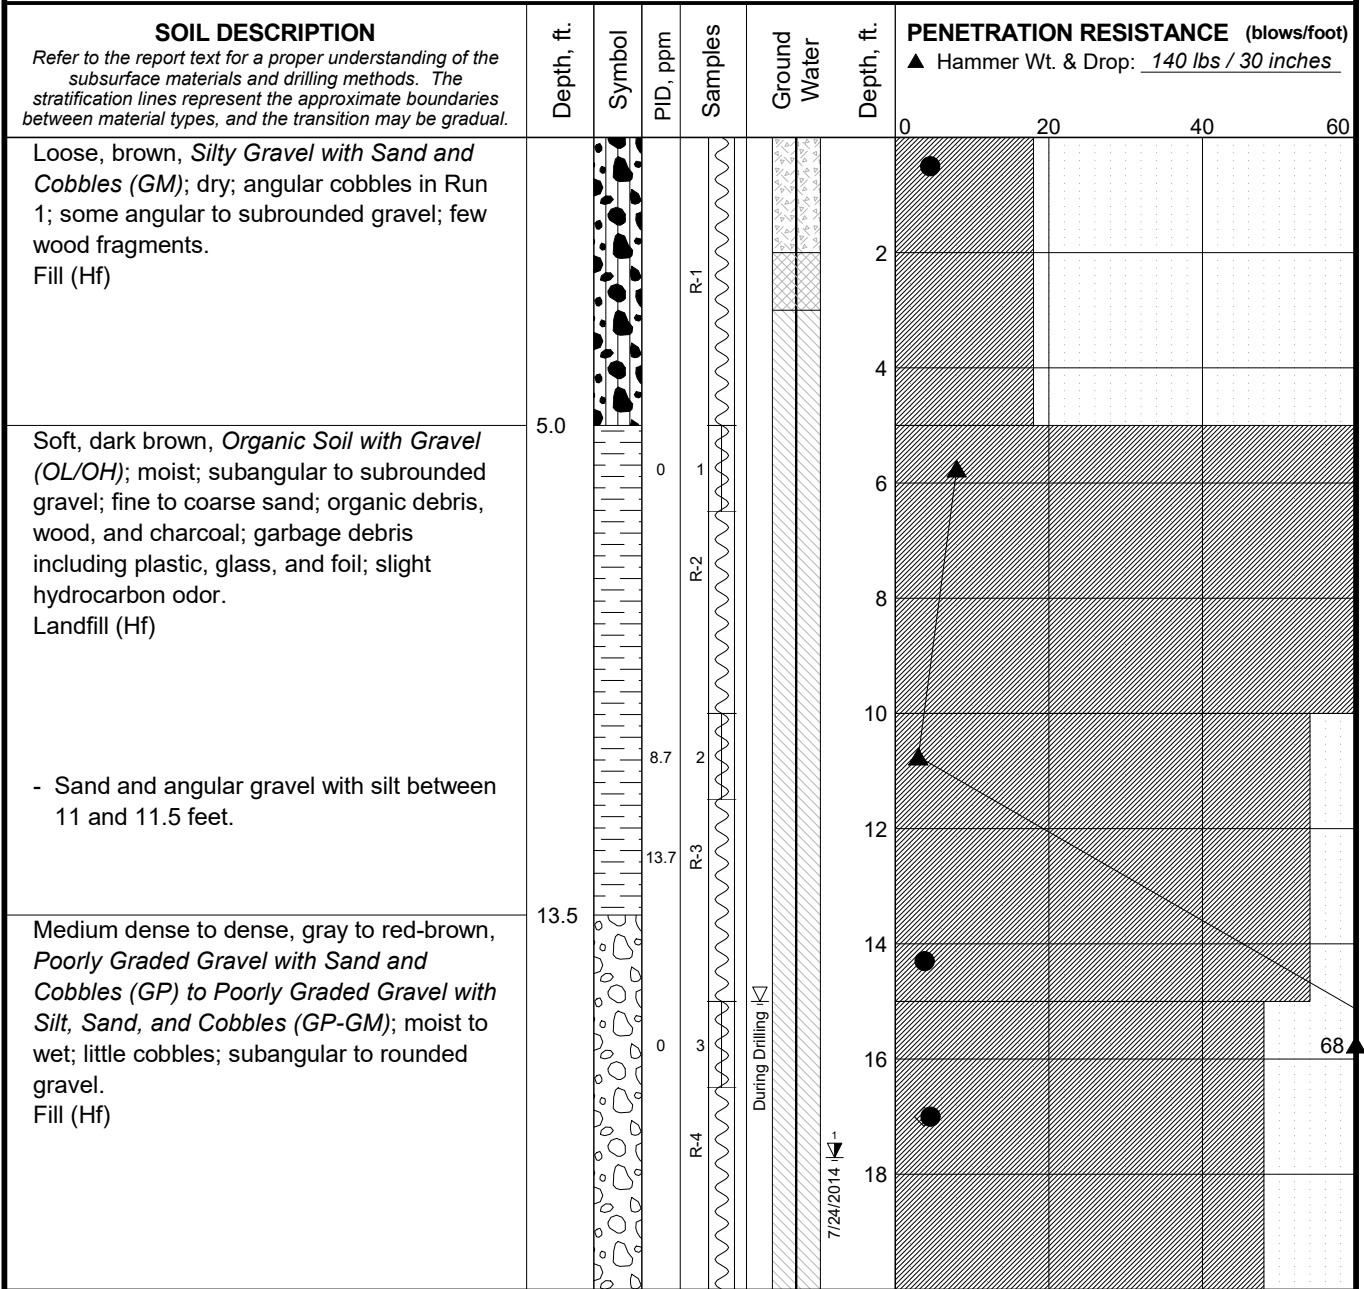 SOIL DESCRIPTION
Refer to the report text for a proper understanding of the
subsurface materials and drilling methods. The
stratification lines represent the approximate boundaries
between material types, and the transition may be gradual.
Depth, ft.
Symbol
PID, ppm
Samples
Ground
Water
Depth, ft.
PENETRATION RESISTANCE (blows/foot)
▲ Hammer Wt. & Drop: 140 lbs / 30 inches
0 20 40 60
Loose, brown, Silty Gravel with Sand and
Cobbles (GM); dry; angular cobbles in Run
1; some angular to subrounded gravel; few
wood fragments.
Fill (Hf)
R-1
2
4
5.0
Soft, dark brown, Organic Soil with Gravel
(OL/OH); moist; subangular to subrounded
gravel; fine to coarse sand; organic debris,
wood, and charcoal; garbage debris
including plastic, glass, and foil; slight
hydrocarbon odor.
Landfill (Hf)
0
1
6
R-2
8
10
8.7
2
- Sand and angular gravel with silt between
11 and 11.5 feet.
12
13.7
R-3
13.5
Medium dense to dense, gray to red-brown,
Poorly Graded Gravel with Sand and
Cobbles (GP) to Poorly Graded Gravel with
Silt, Sand, and Cobbles (GP-GM); moist to
wet; little cobbles; subangular to rounded
gravel.
Fill (Hf)
14
0
3
During Drilling
68
16
R-4
7/24/2014
1
18